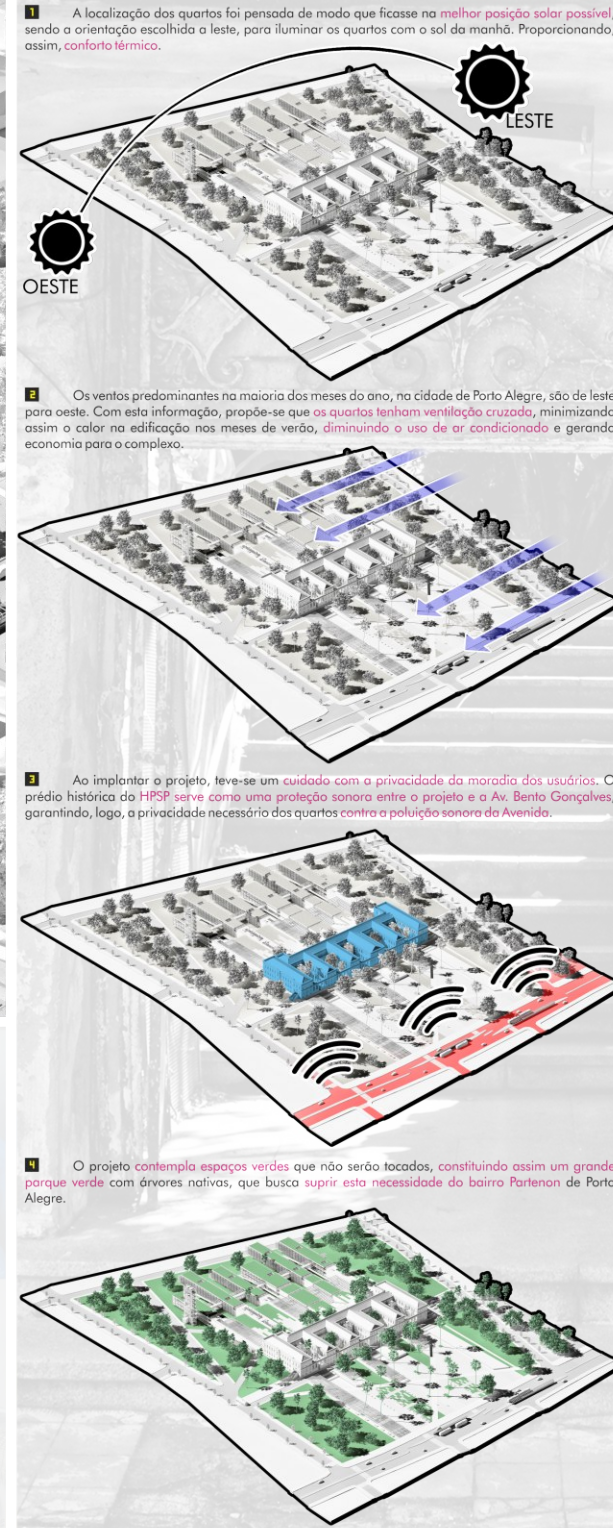 1 A localização dos quartos foi pensada de modo que ficasse na melhor posição solar possível,
sendo a orientação escolhida a leste, para iluminar os quartos com o sol da manhã. Proporcionando,
assim, conforto térmico.
LESTE
OESTE
2 Os ventos predominantes na maioria dos meses do ano, na cidade de Porto Alegre, são de leste
para oeste. Com esta informação, propõe-se que os quartos tenham ventilação cruzada, minimizando
assim o calor na edificação nos meses de verão, diminuindo o uso de ar condicionado e gerando
economia para o complexo.
3 Ao implantar o projeto, teve-se um cuidado com a privacidade da moradia dos usuários. O
prédio histórica do HPSP serve como uma proteção sonora entre o projeto e a Av. Bento Gonçalves,
garantindo, logo, a privacidade necessário dos quartos contra a poluição sonora da Avenida.
4 O projeto contempla espaços verdes que não serão tocados, constituindo assim um grande
parque verde com árvores nativas, que busca suprir esta necessidade do bairro Partenon de Porto
Alegre.